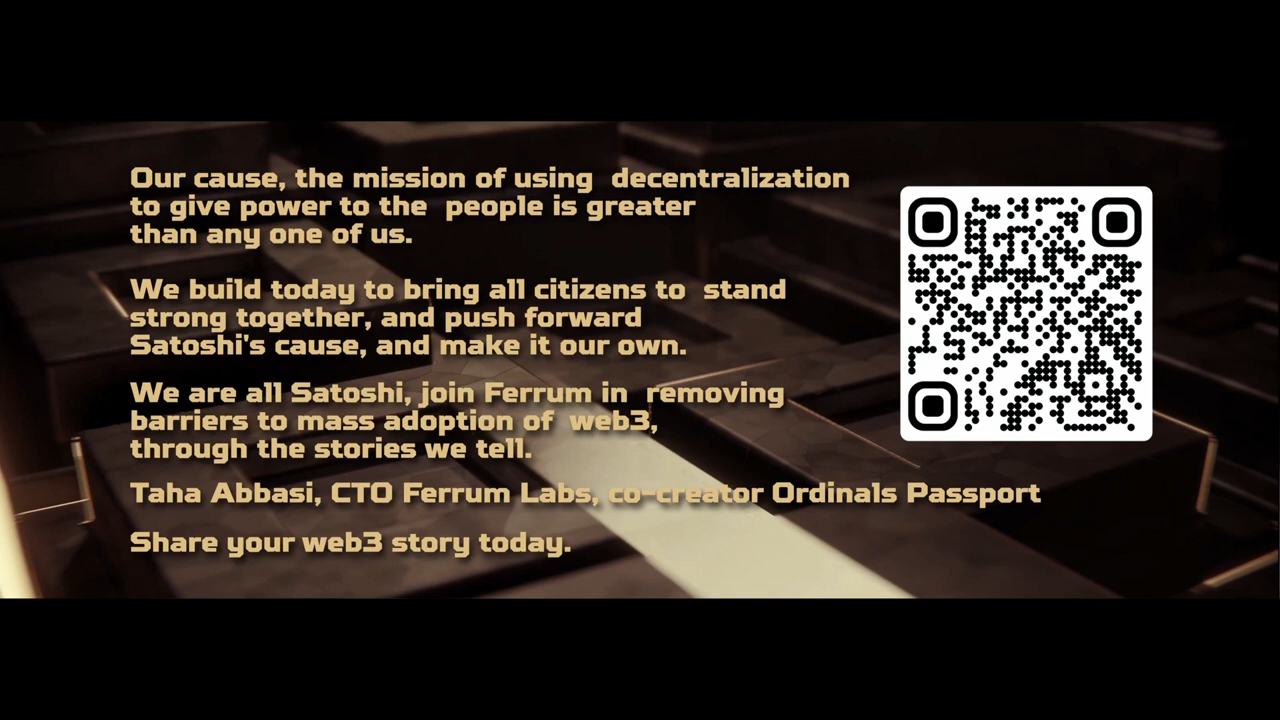 Our cause, the mission of using decentralization
to give power to the people is greater
than any one of us.
We build today to bring all citizens to stand
strong together, and push forward
Satoshi's cause, and make it our own.
We are all Satoshi, join Ferrum in removing
barriers to mass adoption of web3,
through the stories we tell.
Taha Abbasi, CTO Ferrum Labs, co-creator Ordinals Passport
Share your web3 story today.